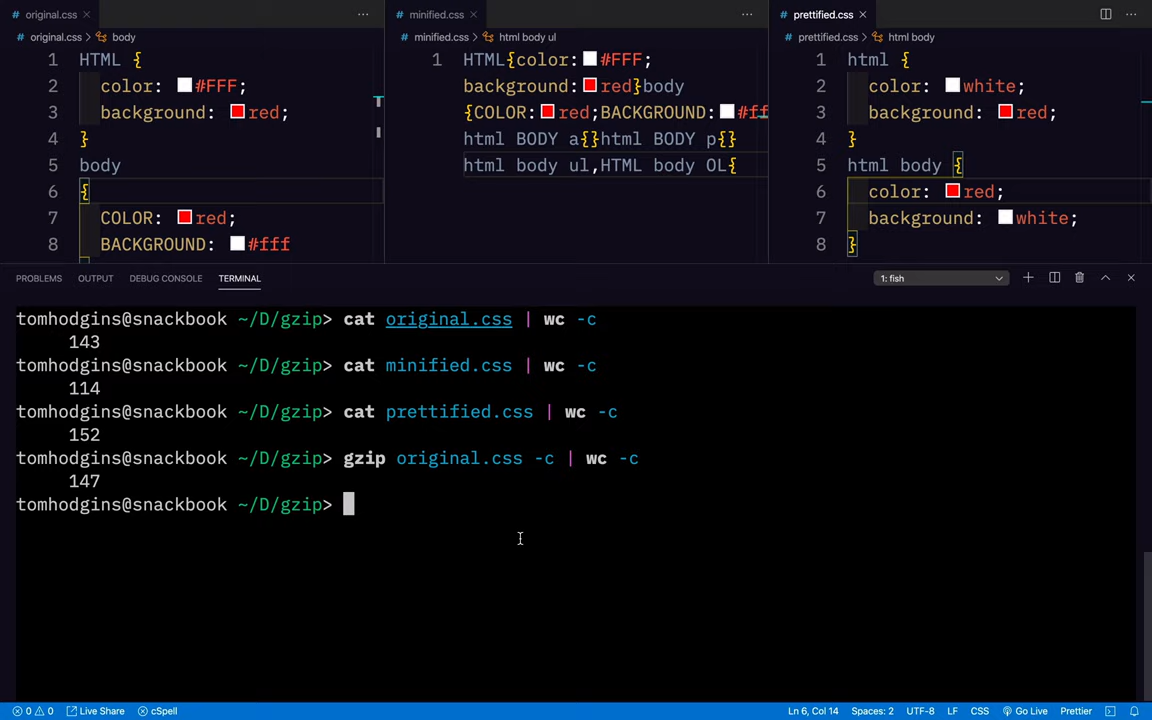 original.css
minified.css
prettified.css
original.css > body
minified.css > html body ul
prettified.css > html body
1 HTML {
2 color: #FFF;
3 background: red;
4 }
5 body
6 {
7 COLOR: red;
8 BACKGROUND: #fff
1 HTML{color: #FFF;
background: red}body
{COLOR: red;BACKGROUND: #ff
html BODY a{}html BODY p{}
html body ul,HTML body OL{
1 html {
2 color: white;
3 background: red;
4 }
5 html body {
6 color: red;
7 background: white;
8 }
PROBLEMS OUTPUT DEBUG CONSOLE TERMINAL 1: fish
tomhodgins@snackbook ~/D/gzip> cat original.css | wc -c
143
tomhodgins@snackbook ~/D/gzip> cat minified.css | wc -c
114
tomhodgins@snackbook ~/D/gzip> cat prettified.css | wc -c
152
tomhodgins@snackbook ~/D/gzip> gzip original.css -c | wc -c
147
tomhodgins@snackbook ~/D/gzip>
0 0 Live Share cSpell Ln 6, Col 14 Spaces: 2 UTF-8 LF CSS Go Live Prettier